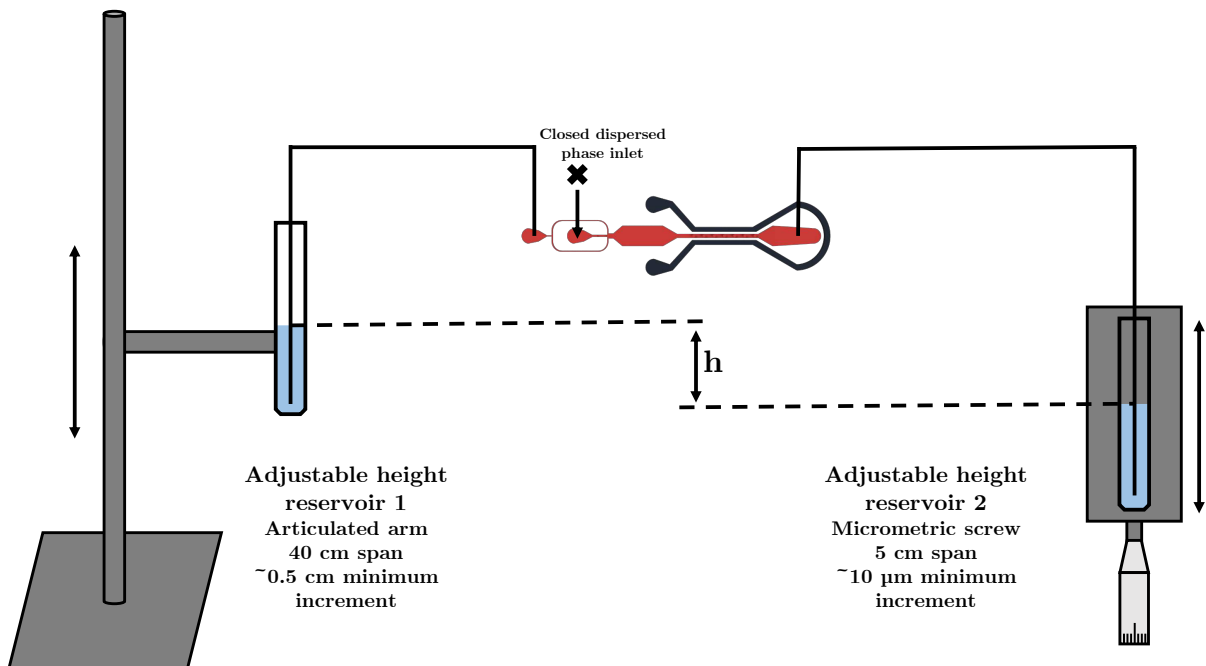 Closed dispersed
phase inlet
h
Adjustable height
reservoir 1
Articulated arm
40 cm span
~0.5 cm minimum
increment
Adjustable height
reservoir 2
Micrometric screw
5 cm span
~10 µm minimum
increment